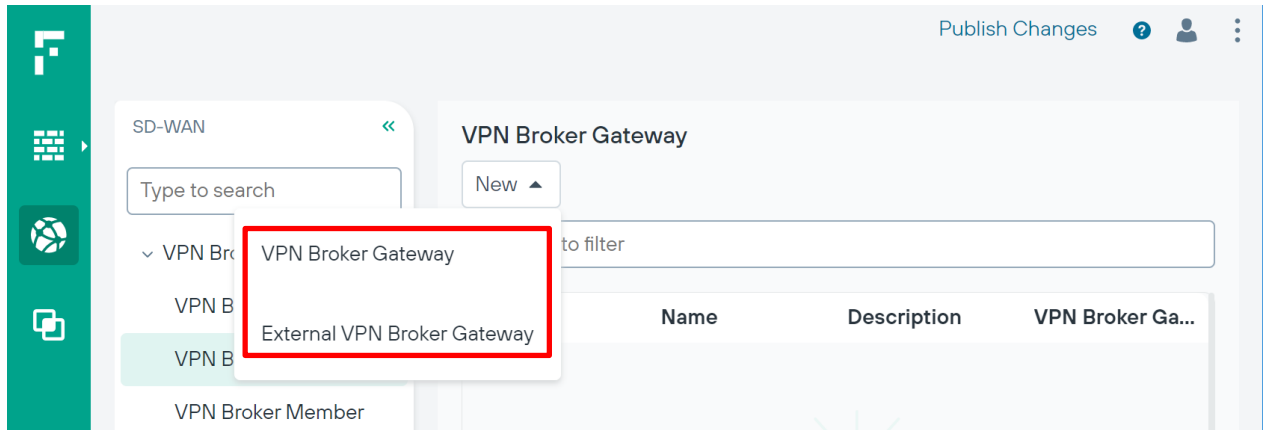 Publish Changes
SD-WAN
Type to search
VPN Broker Gateway
New
VPN Broker Gateway
External VPN Broker Gateway
to filter
VPN
VPN
VPN
VPN Broker Member
Name
Description
VPN Broker Ga...